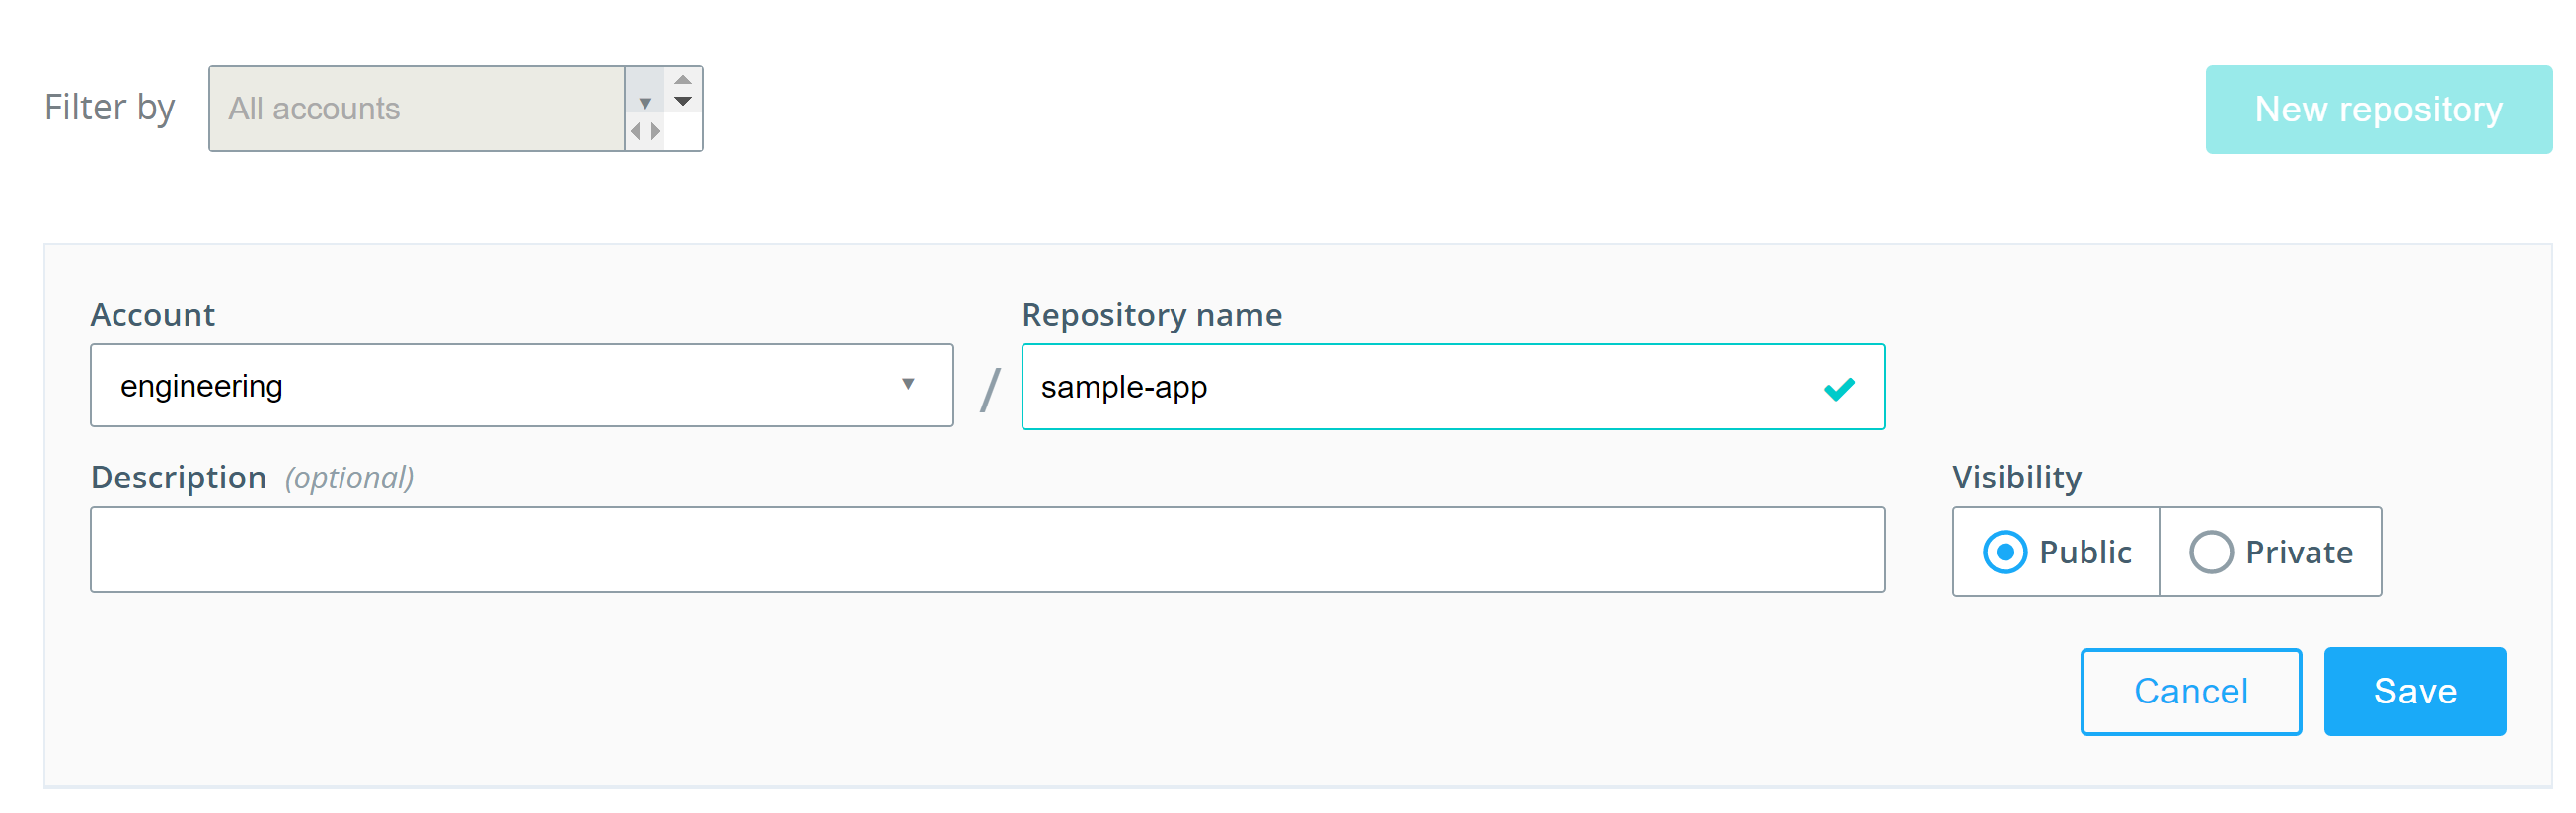 Filter by All accounts New repository
Account Repository name
engineering / sample-app
Description (optional) Visibility
Public Private
Cancel Save